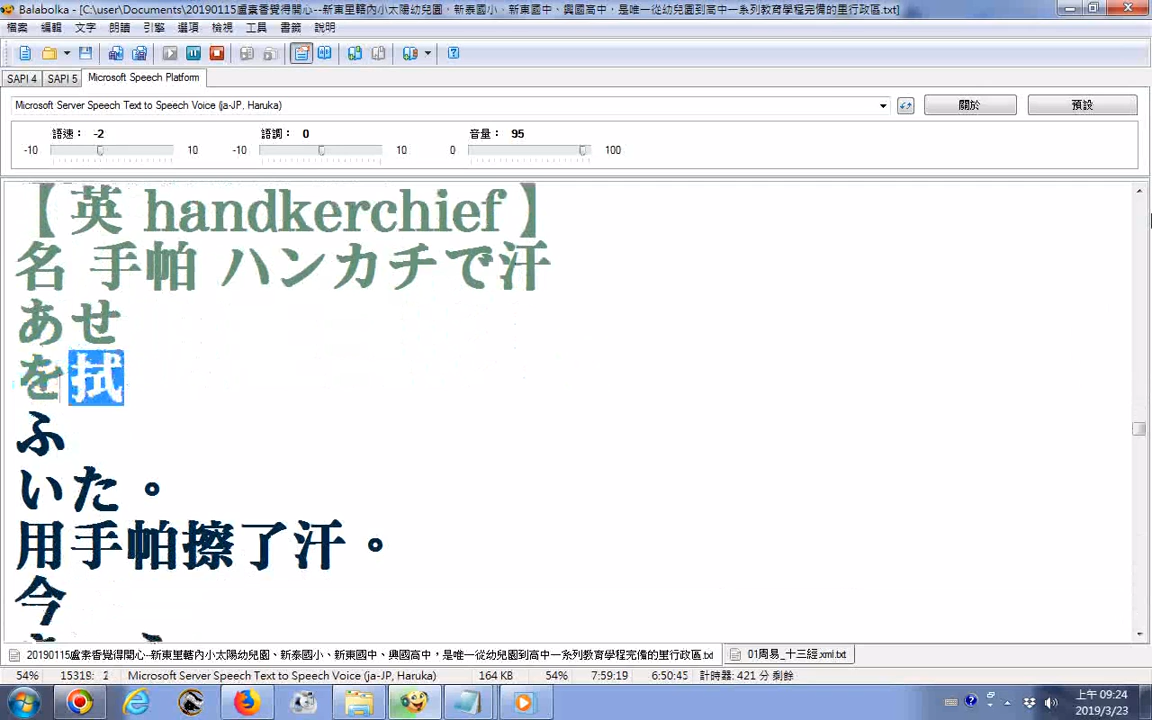 Balabolka - [C:\user\Documents\20190115盧素香覺得開心--新東里轄內小太陽幼兒園、新泰國小、新東國中、興國高中，是唯一從幼兒園到高中一系列教育學程完備的里行政區.txt]
檔案 編輯 文字 朗讀 引擎 選項 檢視 工具 書籤 說明
SAPI 4 SAPI 5 Microsoft Speech Platform
Microsoft Server Speech Text to Speech Voice (ja-JP, Haruka) 關於 預設
語速： -2 語調： 0 音量： 95
-10 10 -10 10 0 100
【英 handkerchief】
名 手帕 ハンカチで汗
あせ
を拭
ふ
いた。
用手帕擦了汗。
今
20190115盧素香覺得開心--新東里轄內小太陽幼兒園、新泰國小、新東國中、興國高中，是唯一從幼兒園到高中一系列教育學程完備的里行政區.txt 01周易_十三經.xml.txt
54% 15319: 2 Microsoft Server Speech Text to Speech Voice (ja-JP, Haruka) 164 KB 54% 7:59:19 6:50:45 計時器: 421 分 剩餘
上午 09:24
2019/3/23